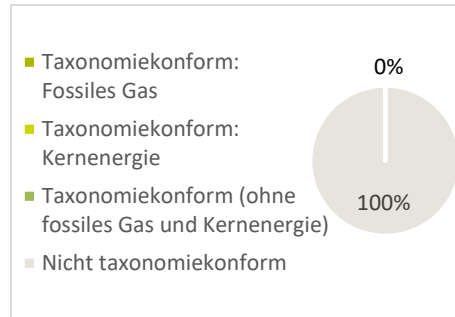 Taxonomiekonform:
Fossiles Gas
Taxonomiekonform:
Kernenergie
Taxonomiekonform (ohne
fossiles Gas und Kernenergie)
Nicht taxonomiekonform
0%
100%